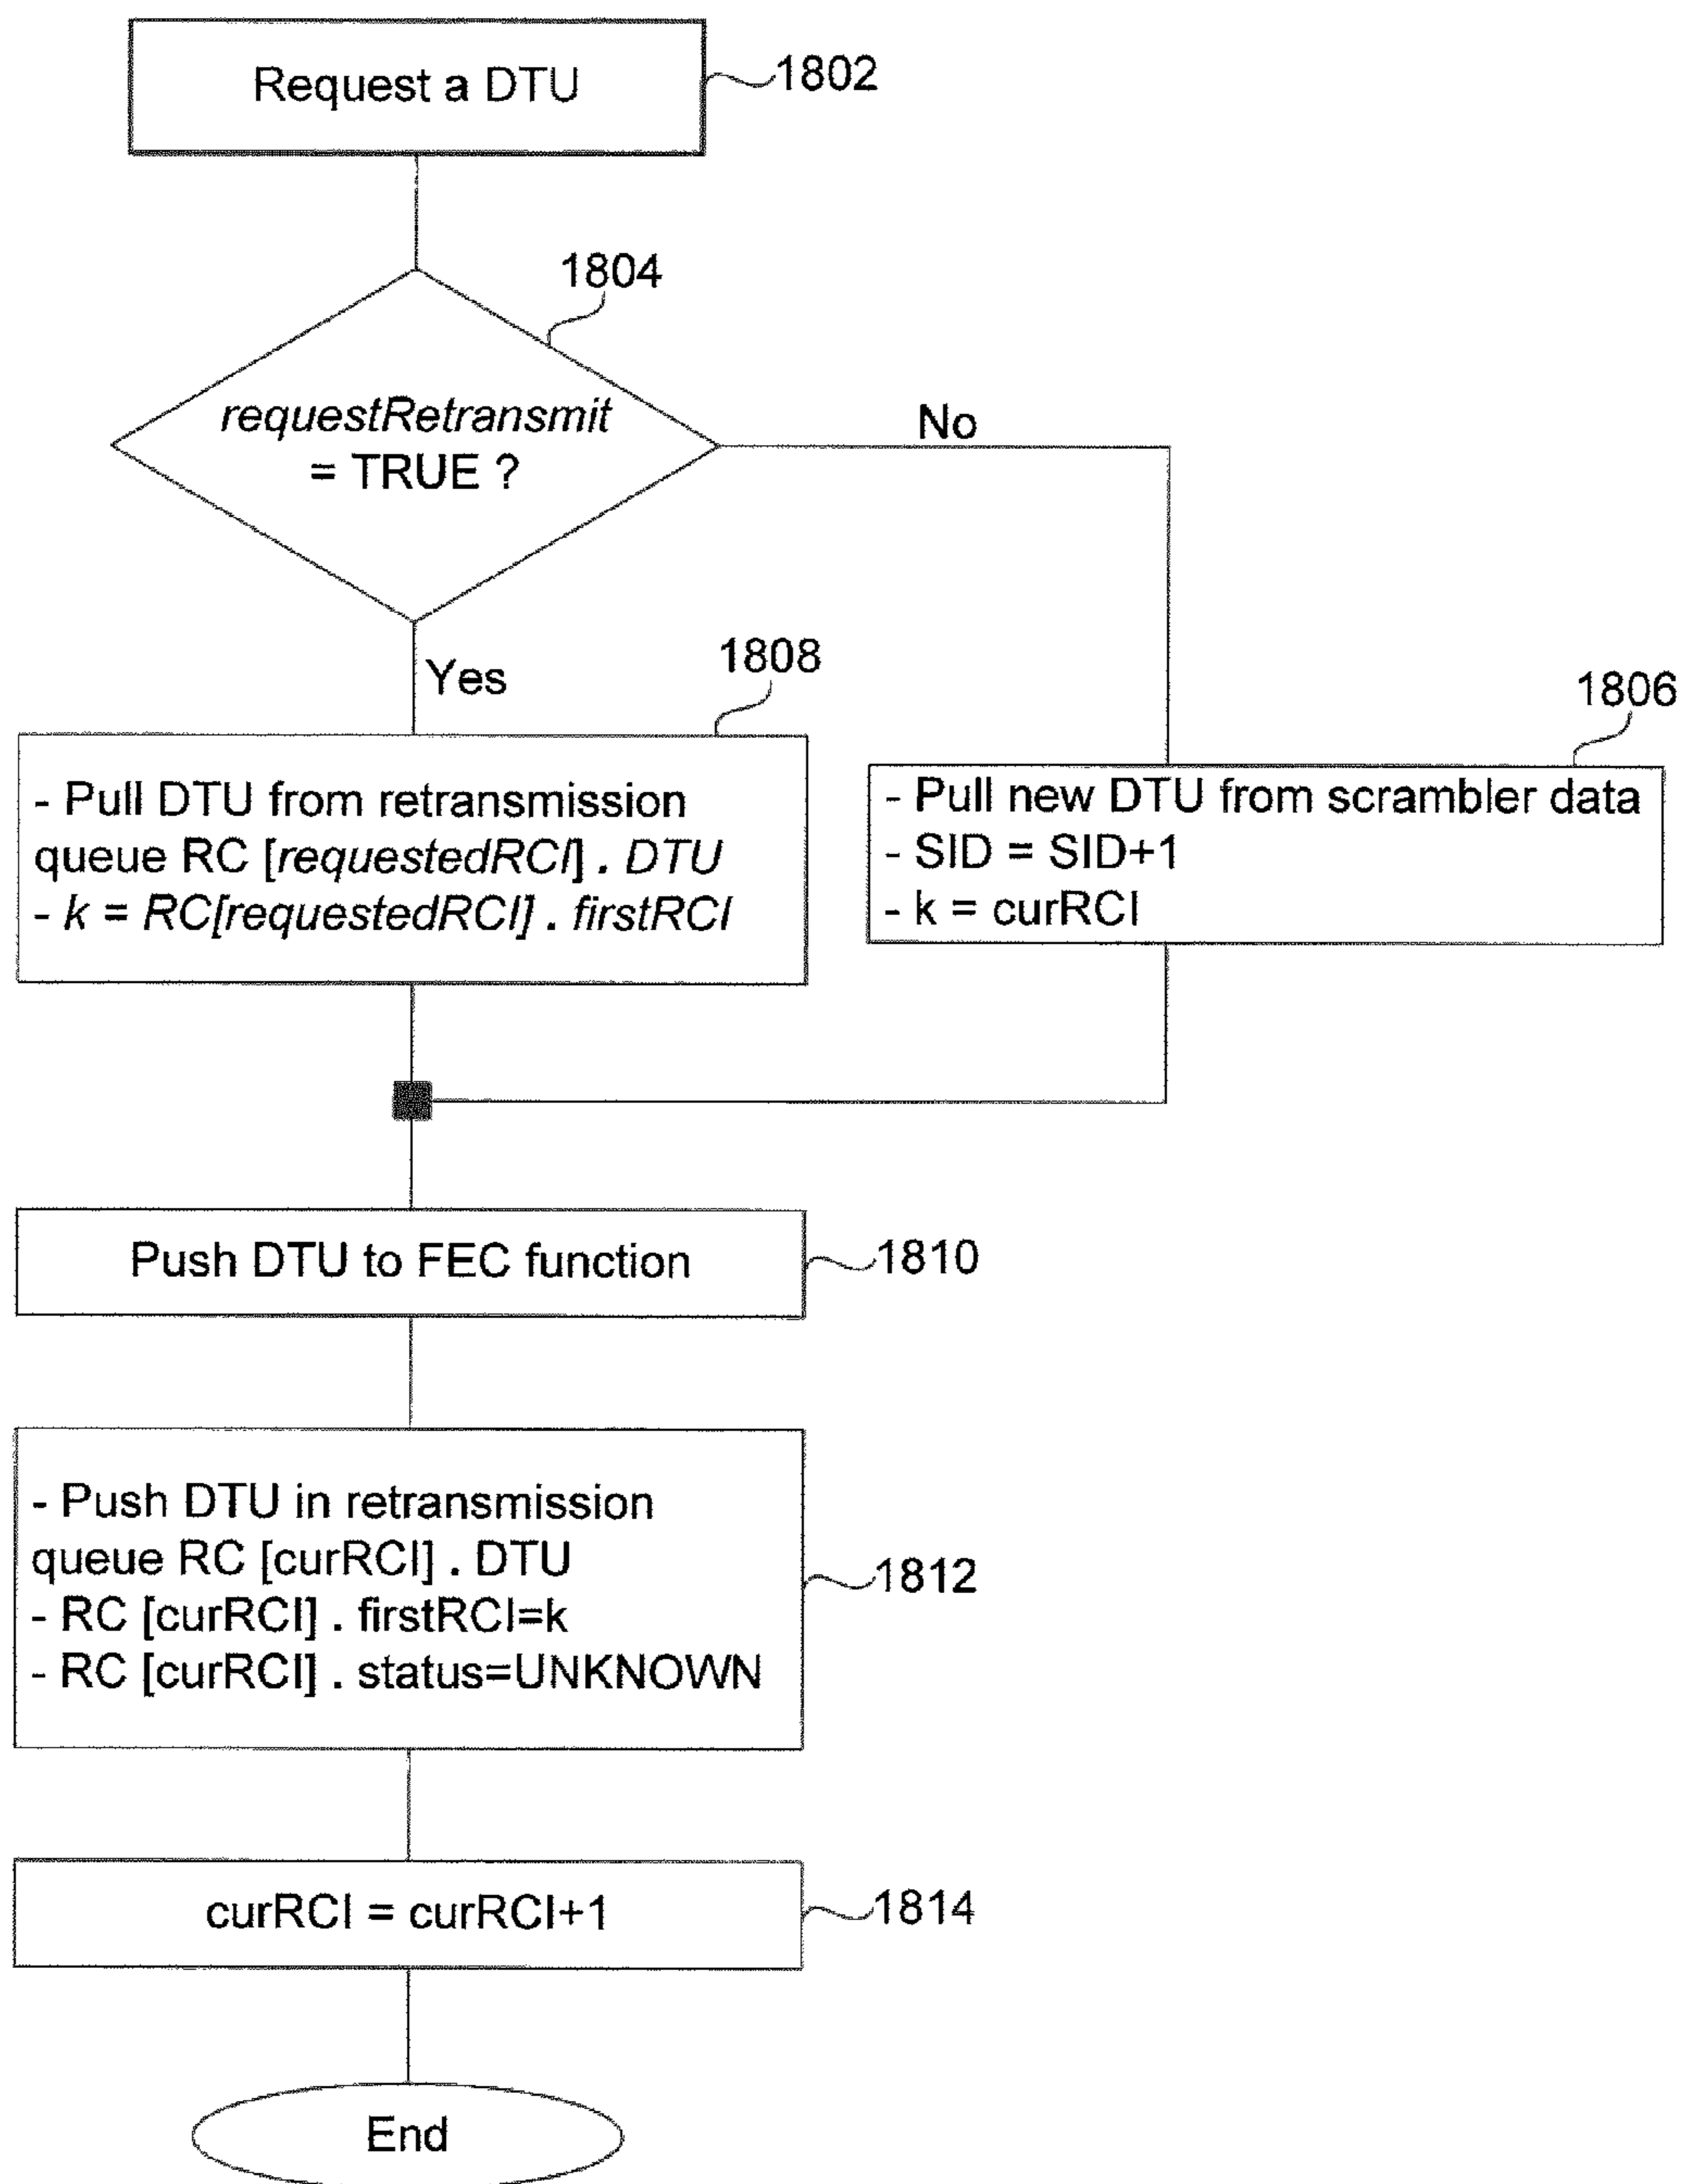 Request a DTU
1802
1804
requestRetransmit
= TRUE ?
No
Yes
1808
1806
- Pull DTU from retransmission
queue RC [requestedRCI] . DTU
- k = RC[requestedRCI] . firstRCI
- Pull new DTU from scrambler data
- SID = SID+1
- k = curRCI
Push DTU to FEC function
1810
- Push DTU in retransmission
queue RC [curRCI] . DTU
- RC [curRCI] . firstRCI=k
- RC [curRCI] . status=UNKNOWN
1812
curRCI = curRCI+1
1814
End